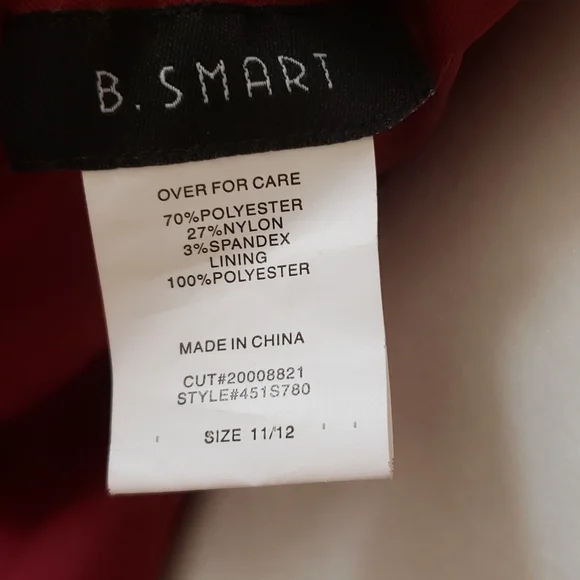 B. SMART
OVER FOR CARE
70%POLYESTER
27%NYLON
3%SPANDEX
LINING
100%POLYESTER
MADE IN CHINA
CUT#20008821
STYLE#451S780
SIZE 11/12